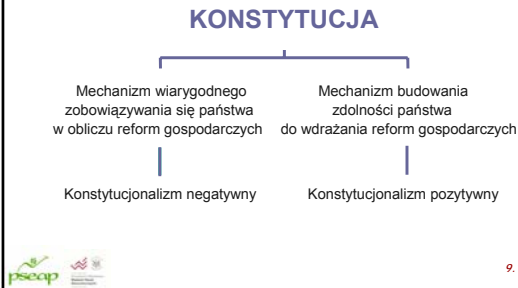 KONSTYTUCJA
Mechanizm wiarygodnego
zobowiązywania się państwa
w obliczu reform gospodarczych
Mechanizm budowania
zdolności państwa
do wdrażania reform gospodarczych
Konstytucjonalizm negatywny
Konstytucjonalizm pozytywny
pseap
9.